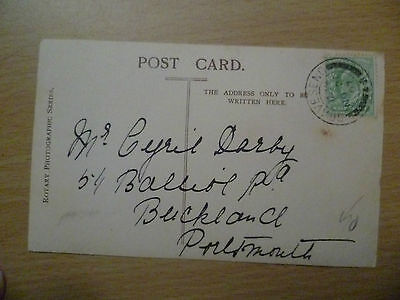 POST CARD.
THE ADDRESS ONLY TO BE
WRITTEN HERE.
ROTARY PHOTOGRAPHIC SERIES.
Mr Cyril Darby
54 Balliol Rd
Buckland
Portsmouth